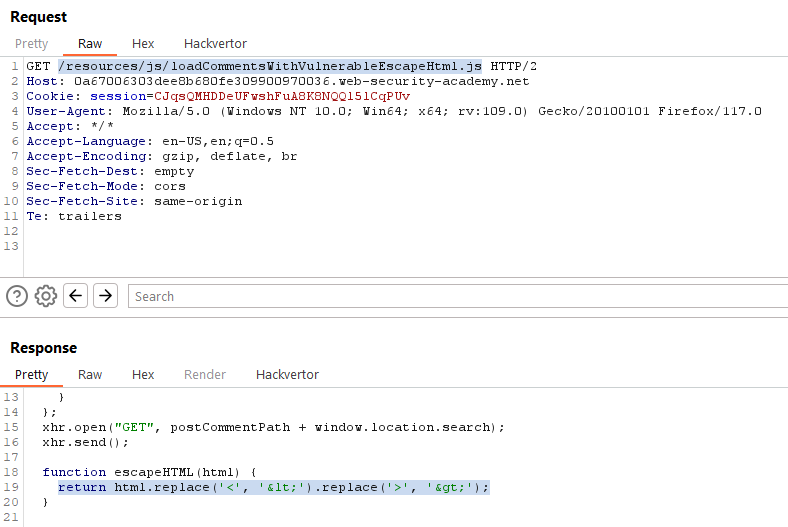 Request
Pretty Raw Hex Hackvertor
1 GET /resources/js/loadCommentsWithVulnerableEscapeHtml.js HTTP/2
2 Host: 0a67006303dee8b680fe309900970036.web-security-academy.net
3 Cookie: session=CJqsQMHDDeUFwshFuA8K8NQQl5lCqPUv
4 User-Agent: Mozilla/5.0 (Windows NT 10.0; Win64; x64; rv:109.0) Gecko/20100101 Firefox/117.0
5 Accept: */*
6 Accept-Language: en-US,en;q=0.5
7 Accept-Encoding: gzip, deflate, br
8 Sec-Fetch-Dest: empty
9 Sec-Fetch-Mode: cors
10 Sec-Fetch-Site: same-origin
11 Te: trailers
12
13
Search
Response
Pretty Raw Hex Render Hackvertor
13 }
14 };
15 xhr.open("GET", postCommentPath + window.location.search);
16 xhr.send();
17
18 function escapeHTML(html) {
19 return html.replace('<', '&lt;').replace('>', '&gt;');
20 }
21